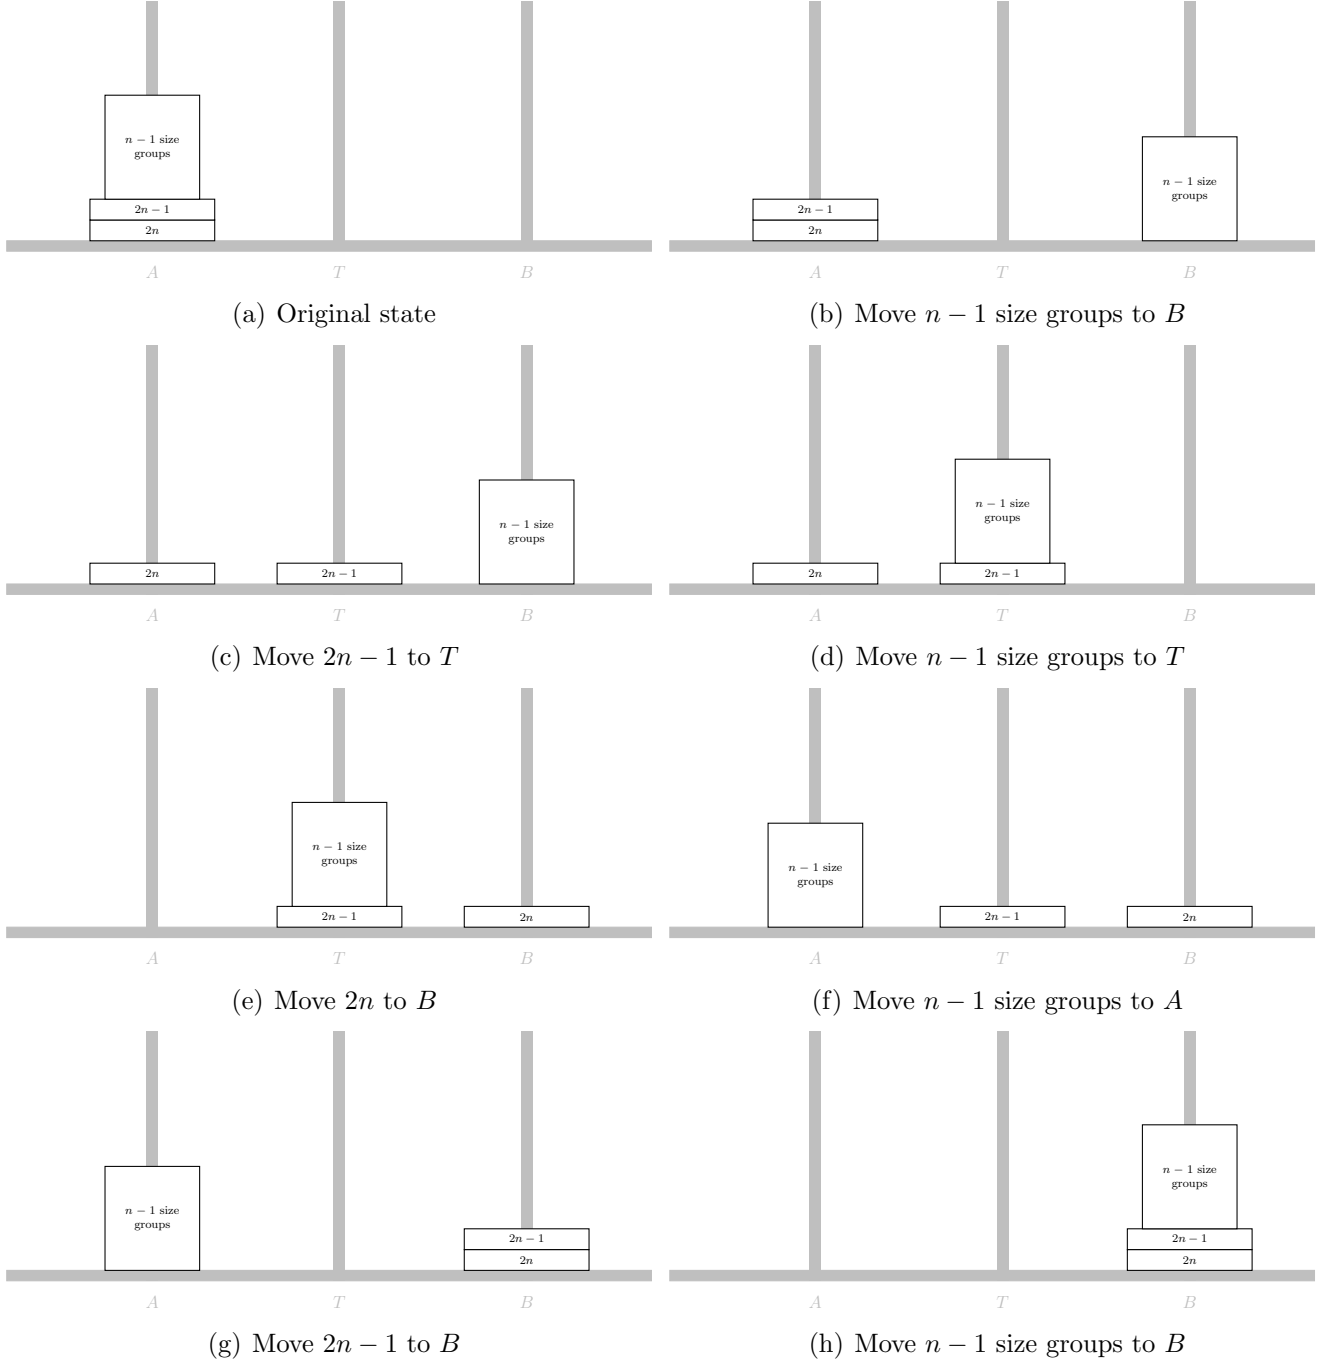 n − 1 size
groups
2n − 1
2n
A T B
(a) Original state
2n − 1
2n
n − 1 size
groups
A T B
(b) Move n − 1 size groups to B
2n
2n − 1
n − 1 size
groups
A T B
(c) Move 2n − 1 to T
2n
n − 1 size
groups
2n − 1
A T B
(d) Move n − 1 size groups to T
n − 1 size
groups
2n − 1
2n
A T B
(e) Move 2n to B
n − 1 size
groups
2n − 1
2n
A T B
(f) Move n − 1 size groups to A
n − 1 size
groups
2n − 1
2n
A T B
(g) Move 2n − 1 to B
n − 1 size
groups
2n − 1
2n
A T B
(h) Move n − 1 size groups to B